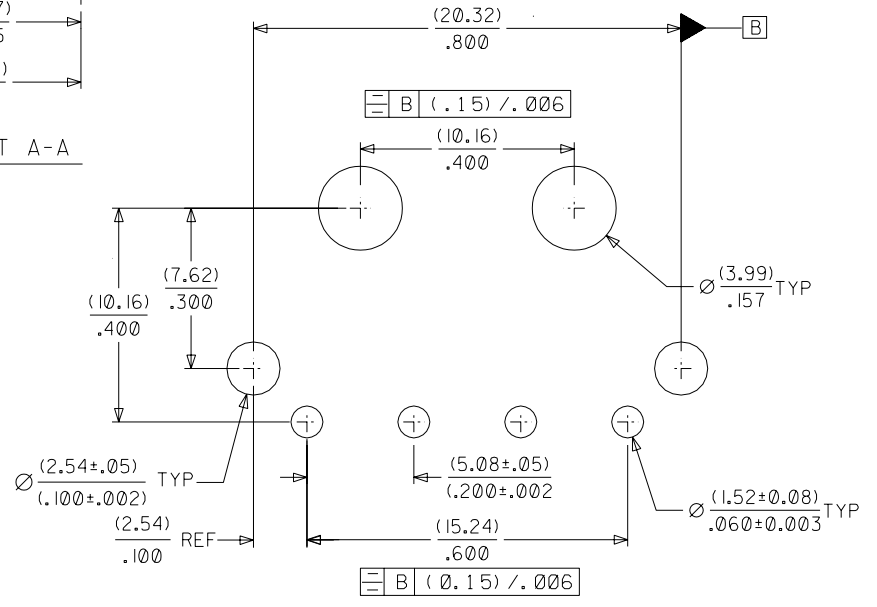 (20.32)
.800
B
B (.15)/.006
(10.16)
.400
T A-A
(7.62)
.300
(10.16)
.400
Ø (3.99) TYP
.157
Ø (2.54±.05) TYP
(.100±.002)
(5.08±.05)
(.200±.002
Ø (1.52±0.08) TYP
.060±0.003
(2.54) REF
.100
(15.24)
.600
B (0.15)/.006